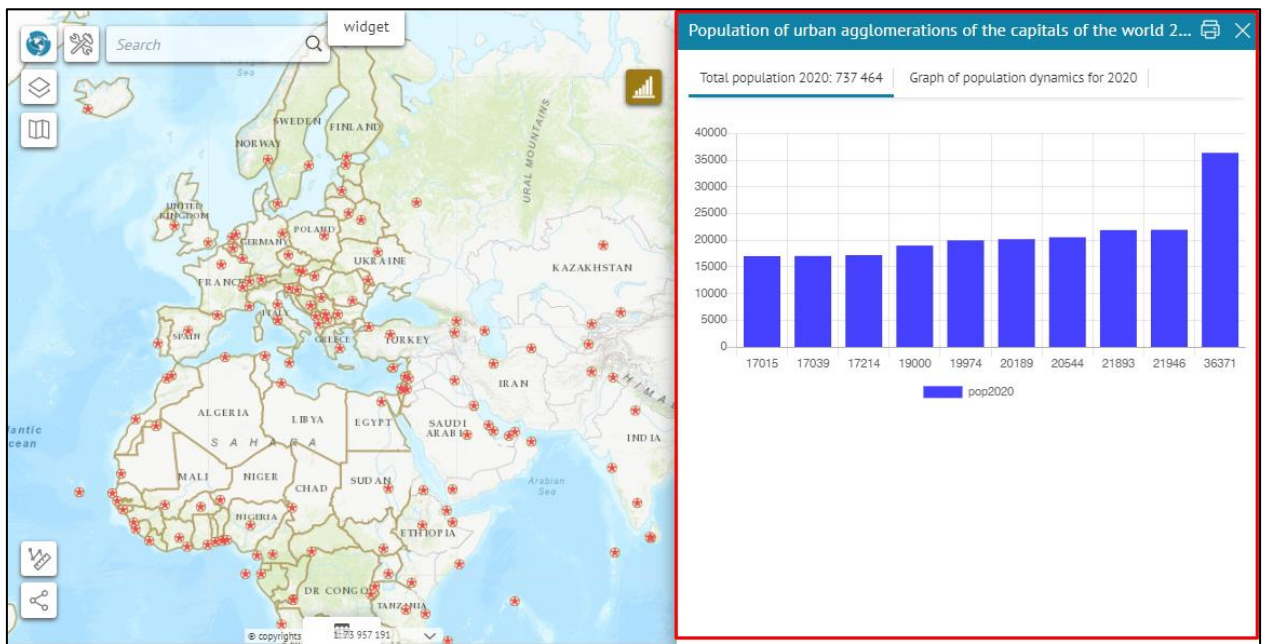 Search
widget
Sea
SWEDEN
FINLAND
NORWAY
URAL MOUNTAINS
UNITED
KINGDOM
POLAND
GERMANY
UKRAINE
KAZAKHSTAN
FRANCE
ITALY
SPAIN
GREECE
TURKEY
IRAN
ALGERIA
LIBYA
EGYPT
SAUDI
ARABIA
INDIA
antic
cean
SAHARA
MALI
NIGER
CHAD
SUDAN
Arabian
Sea
NIGERIA
ETHIOPIA
DR CONGO
TANZANIA
© copyrights
1: 73 957 191
Population of urban agglomerations of the capitals of the world 2...
Total population 2020: 737 464
Graph of population dynamics for 2020
40000
35000
30000
25000
20000
15000
10000
5000
0
17015 17039 17214 19000 19974 20189 20544 21893 21946 36371
pop2020